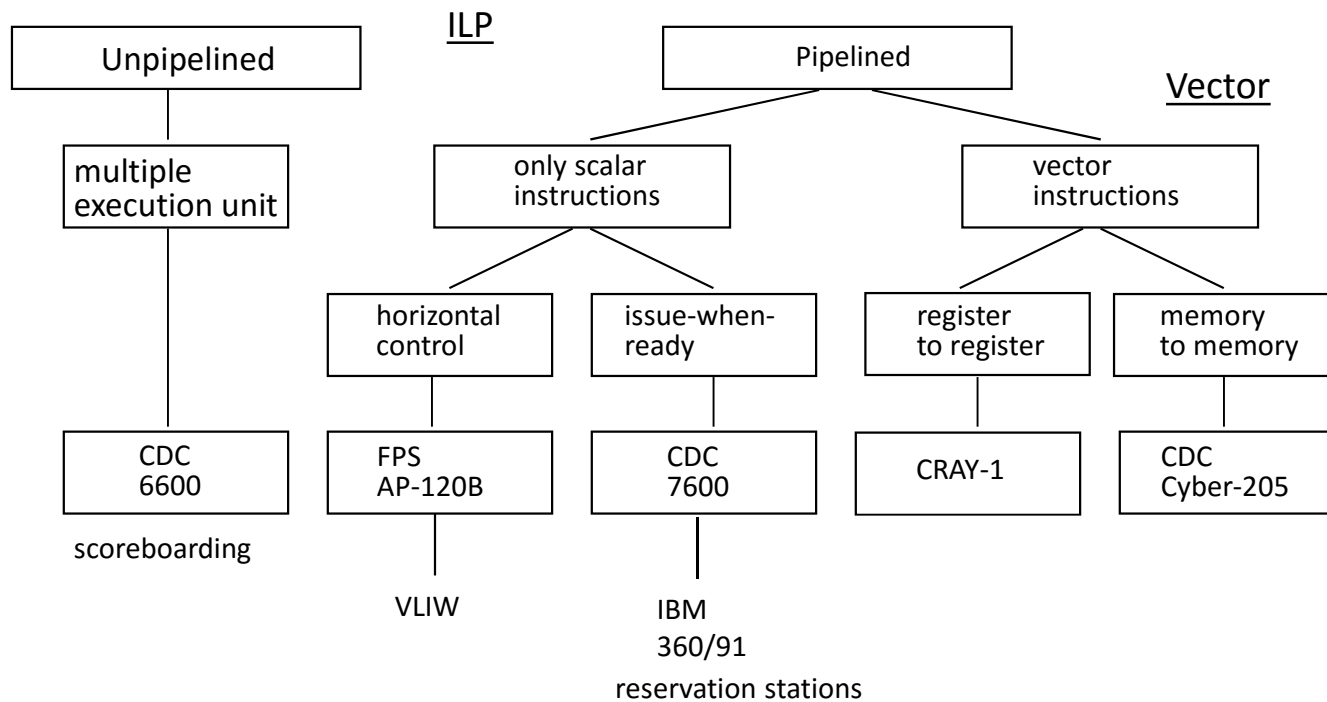 ILP
Unpipelined
Pipelined
Vector
multiple
execution unit
only scalar
instructions
vector
instructions
horizontal
control
issue-when-
ready
register
to register
memory
to memory
CDC
6600
FPS
AP-120B
CDC
7600
CRAY-1
CDC
Cyber-205
scoreboarding
VLIW
IBM
360/91
reservation stations